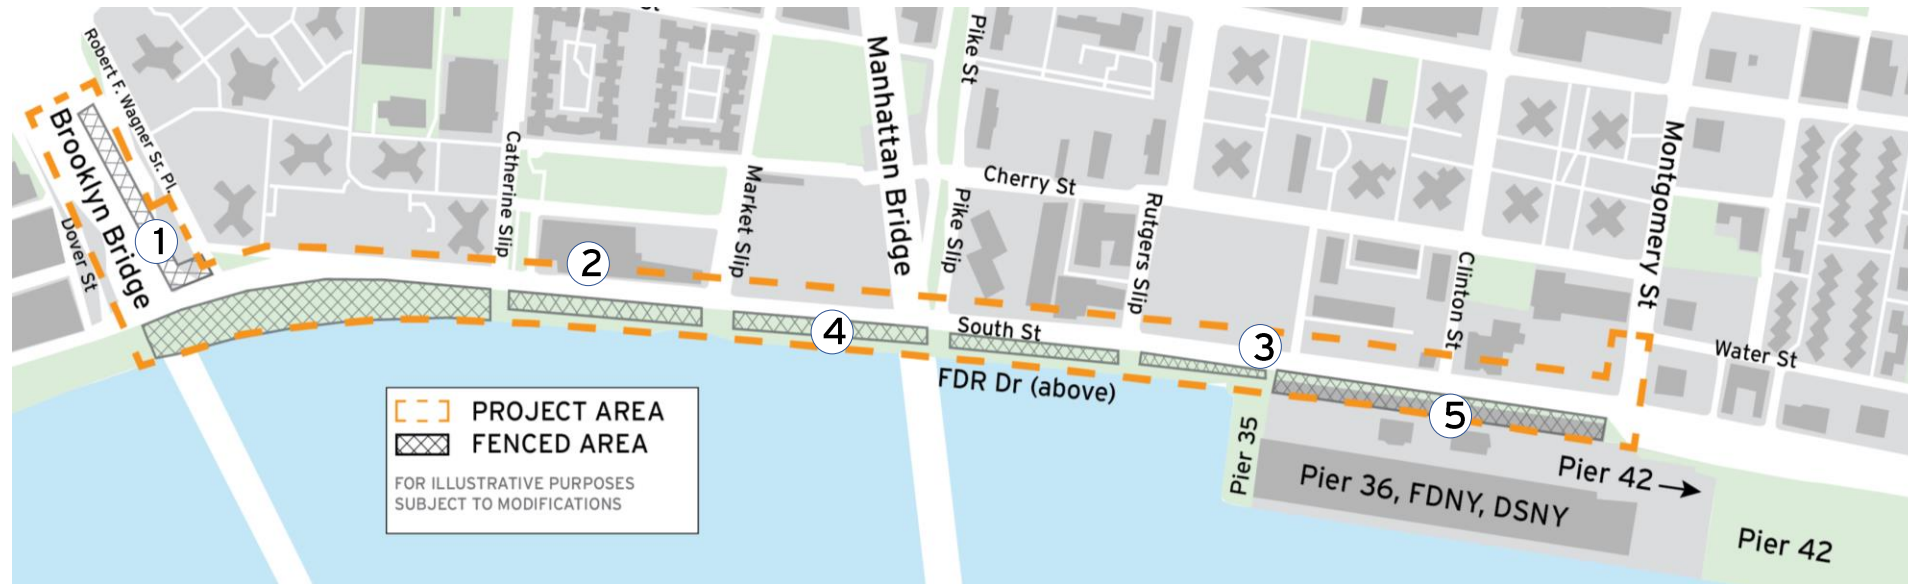 St
Robert F. Wagner Sr. Pl.
Brooklyn Bridge
Dover St
1
Catherine Slip
2
Market Slip
Manhattan Bridge
Pike St
Pike Slip
Cherry St
Rutgers Slip
South St
4
3
FDR Dr (above)
Clinton St
Montgomery St
Water St
5
Pier 35
Pier 36, FDNY, DSNY
Pier 42
Pier 42
PROJECT AREA
FENCED AREA
FOR ILLUSTRATIVE PURPOSES
SUBJECT TO MODIFICATIONS